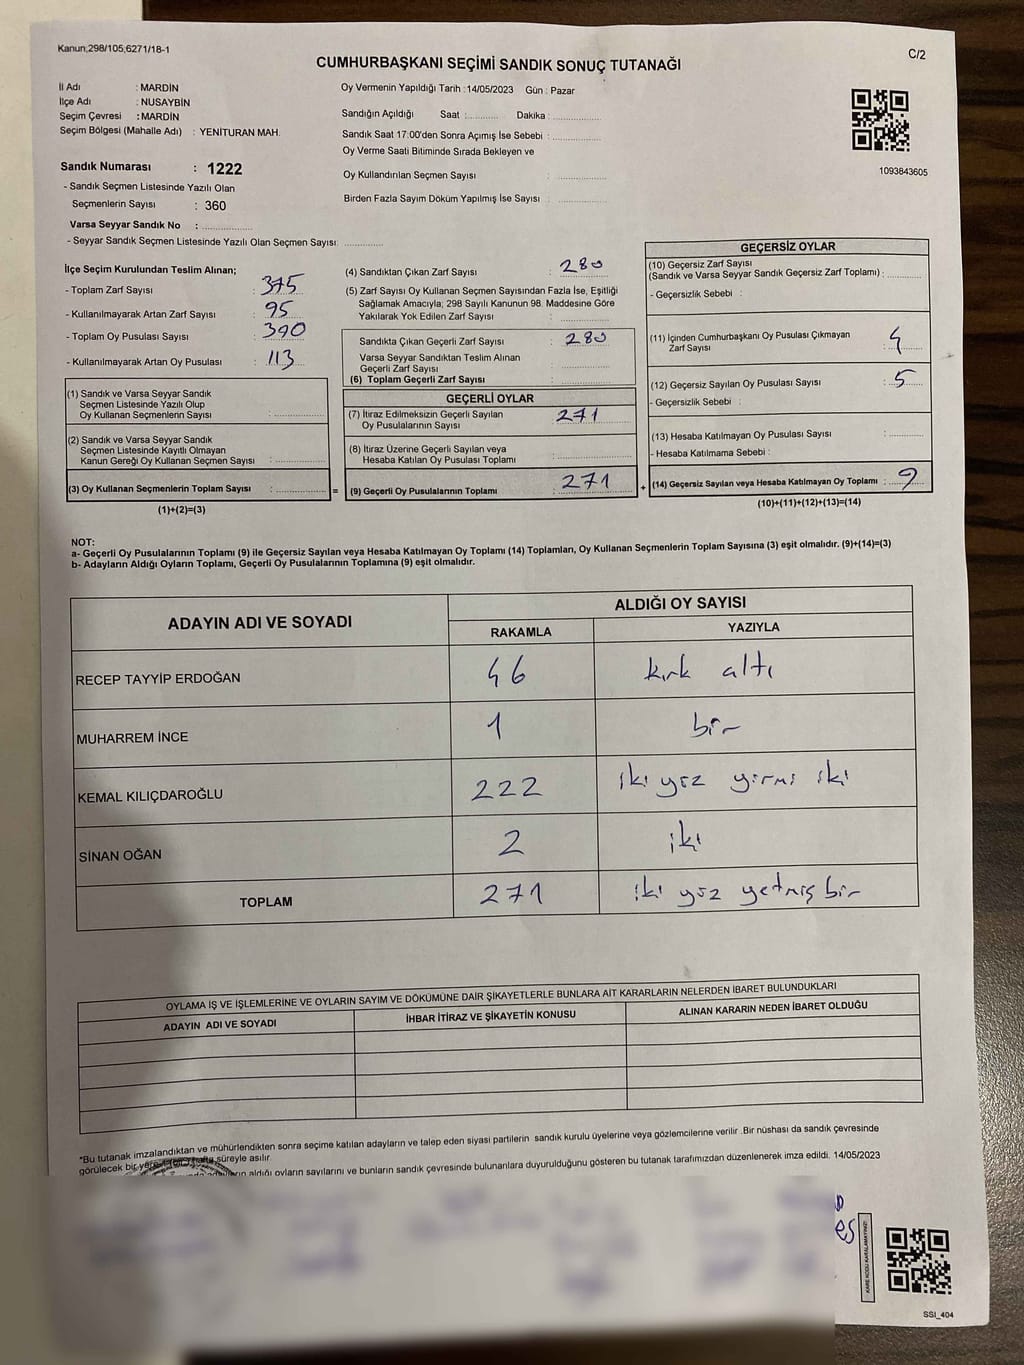 Kanun;298/105;6271/18-1
C/2
CUMHURBAŞKANI SEÇİMİ SANDIK SONUÇ TUTANAĞI
İl Adı : MARDİN
İlçe Adı : NUSAYBİN
Seçim Çevresi : MARDİN
Seçim Bölgesi (Mahalle Adı) : YENİTURAN MAH.
Oy Vermenin Yapıldığı Tarih :14/05/2023 Gün : Pazar
Sandığın Açıldığı Saat :.......... Dakika :..............
Sandık Saat 17:00'den Sonra Açımış İse Sebebi :..............
Oy Verme Saati Bitiminde Sırada Bekleyen ve
Oy Kullandırılan Seçmen Sayısı : ..............
Birden Fazla Sayım Döküm Yapılmış İse Sayısı : ..............
1093843605
Sandık Numarası : 1222
- Sandık Seçmen Listesinde Yazılı Olan
Seçmenlerin Sayısı : 360
Varsa Seyyar Sandık No : ..............
- Seyyar Sandık Seçmen Listesinde Yazılı Olan Seçmen Sayısı: ............
İlçe Seçim Kurulundan Teslim Alınan;
- Toplam Zarf Sayısı : 375
- Kullanılmayarak Artan Zarf Sayısı : 95
- Toplam Oy Pusulası Sayısı : 390
- Kullanılmayarak Artan Oy Pusulası : 113
(1) Sandık ve Varsa Seyyar Sandık
Seçmen Listesinde Yazılı Olup
Oy Kullanan Seçmenlerin Sayısı : ..............
(2) Sandık ve Varsa Seyyar Sandık
Seçmen Listesinde Kayıtlı Olmayan
Kanun Gereği Oy Kullanan Seçmen Sayısı : ..............
(3) Oy Kullanan Seçmenlerin Toplam Sayısı : ..............
(1)+(2)=(3)
(4) Sandıktan Çıkan Zarf Sayısı : 280
(5) Zarf Sayısı Oy Kullanan Seçmen Sayısından Fazla İse, Eşitliği
Sağlamak Amacıyla; 298 Sayılı Kanunun 98. Maddesine Göre
Yakılarak Yok Edilen Zarf Sayısı : ..............
Sandıkta Çıkan Geçerli Zarf Sayısı : 280
Varsa Seyyar Sandıktan Teslim Alınan
Geçerli Zarf Sayısı : ..............
(6) Toplam Geçerli Zarf Sayısı : ..............
GEÇERLİ OYLAR
(7) İtiraz Edilmeksizin Geçerli Sayılan
Oy Pusulalarının Sayısı : 271
(8) İtiraz Üzerine Geçerli Sayılan veya
Hesaba Katılan Oy Pusulası Toplamı : ..............
= (9) Geçerli Oy Pusulalarının Toplamı : 271
GEÇERSİZ OYLAR
(10) Geçersiz Zarf Sayısı
(Sandık ve Varsa Seyyar Sandık Geçersiz Zarf Toplamı) : ..........
- Geçersizlik Sebebi :
(11) İçinden Cumhurbaşkanı Oy Pusulası Çıkmayan
Zarf Sayısı : 4
(12) Geçersiz Sayılan Oy Pusulası Sayısı : 5
- Geçersizlik Sebebi :
(13) Hesaba Katılmayan Oy Pusulası Sayısı : ..........
- Hesaba Katılmama Sebebi :
+ (14) Geçersiz Sayılan veya Hesaba Katılmayan Oy Toplamı : 9
(10)+(11)+(12)+(13)=(14)
NOT:
a- Geçerli Oy Pusulalarının Toplamı (9) ile Geçersiz Sayılan veya Hesaba Katılmayan Oy Toplamı (14) Toplamları, Oy Kullanan Seçmenlerin Toplam Sayısına (3) eşit olmalıdır. (9)+(14)=(3)
b- Adayların Aldığı Oyların Toplamı, Geçerli Oy Pusulalarının Toplamına (9) eşit olmalıdır.
ADAYIN ADI VE SOYADI ALDIĞI OY SAYISI
RAKAMLA YAZIYLA
RECEP TAYYİP ERDOĞAN 46 kırk altı
MUHARREM İNCE 1 bir
KEMAL KILIÇDAROĞLU 222 iki yüz yirmi iki
SİNAN OĞAN 2 iki
TOPLAM 271 iki yüz yetmiş bir
OYLAMA İŞ VE İŞLEMLERİNE VE OYLARIN SAYIM VE DÖKÜMÜNE DAİR ŞİKAYETLERLE BUNLARA AİT KARARLARIN NELERDEN İBARET BULUNDUKLARI
ADAYIN ADI VE SOYADI İHBAR İTİRAZ VE ŞİKAYETİN KONUSU ALINAN KARARIN NEDEN İBARET OLDUĞU
*Bu tutanak imzalandıktan ve mühürlendikten sonra seçime katılan adayların ve talep eden siyasi partilerin sandık kurulu üyelerine veya gözlemcilerine verilir .Bir nüshası da sandık çevresinde
görülecek bir yere hafta süreyle asılır.
aldığı oyların sayılarını ve bunların sandık çevresinde bulunanlara duyurulduğunu gösteren bu tutanak tarafımızdan düzenlenerek imza edildi. 14/05/2023
KARE KODU KARALAMAYINIZ!
SSI_404